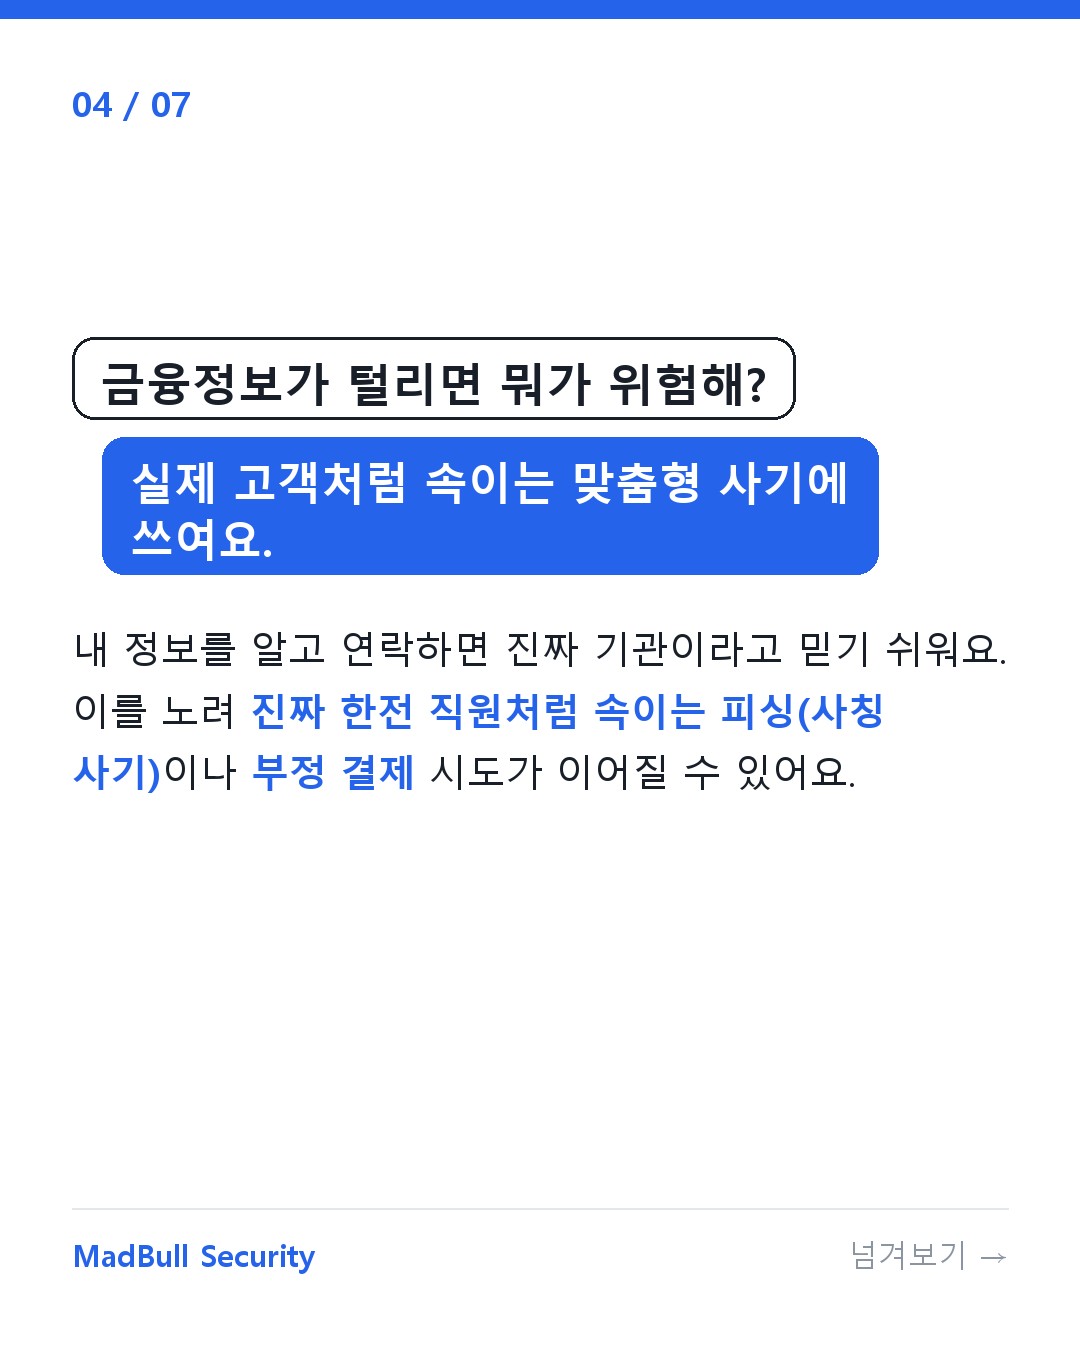 04 / 07
금융정보가 털리면 뭐가 위험해?
실제 고객처럼 속이는 맞춤형 사기에
쓰여요.
내 정보를 알고 연락하면 진짜 기관이라고 믿기 쉬워요.
이를 노려 진짜 한전 직원처럼 속이는 피싱(사칭
사기)이나 부정 결제 시도가 이어질 수 있어요.
MadBull Security
넘겨보기 →